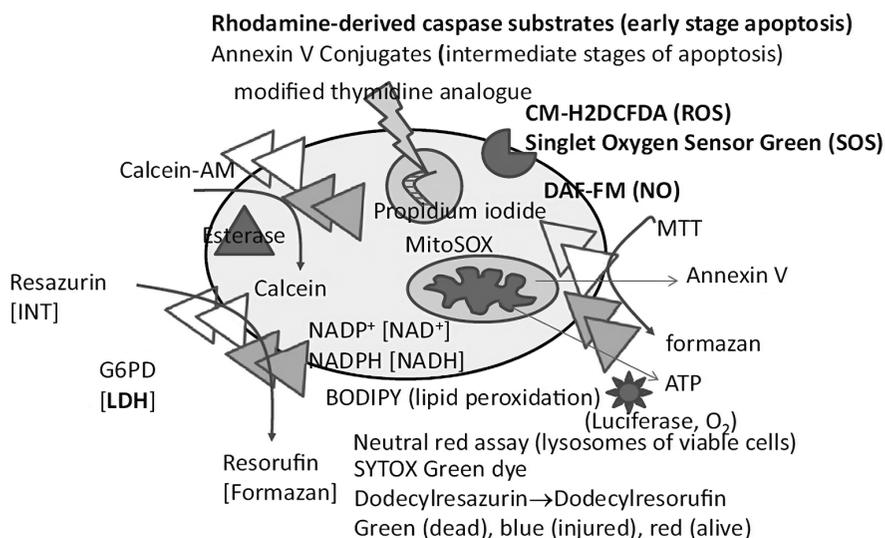 Rhodamine-derived caspase substrates (early stage apoptosis)
Annexin V Conjugates (intermediate stages of apoptosis)
modified thymidine analogue
CM-H2DCFDA (ROS)
Singlet Oxygen Sensor Green (SOS)
Calcein-AM
DAF-FM (NO)
Propidium iodide
MTT
Esterase
MitoSOX
Annexin V
Resazurin
[INT]
Calcein
NADP⁺ [NAD⁺]
NADPH [NADH]
formazan
G6PD
[LDH]
ATP
BODIPY (lipid peroxidation)
(Luciferase, O₂)
Neutral red assay (lysosomes of viable cells)
Resorufin
[Formazan]
SYTOX Green dye
Dodecylresazurin→Dodecylresorufin
Green (dead), blue (injured), red (alive)